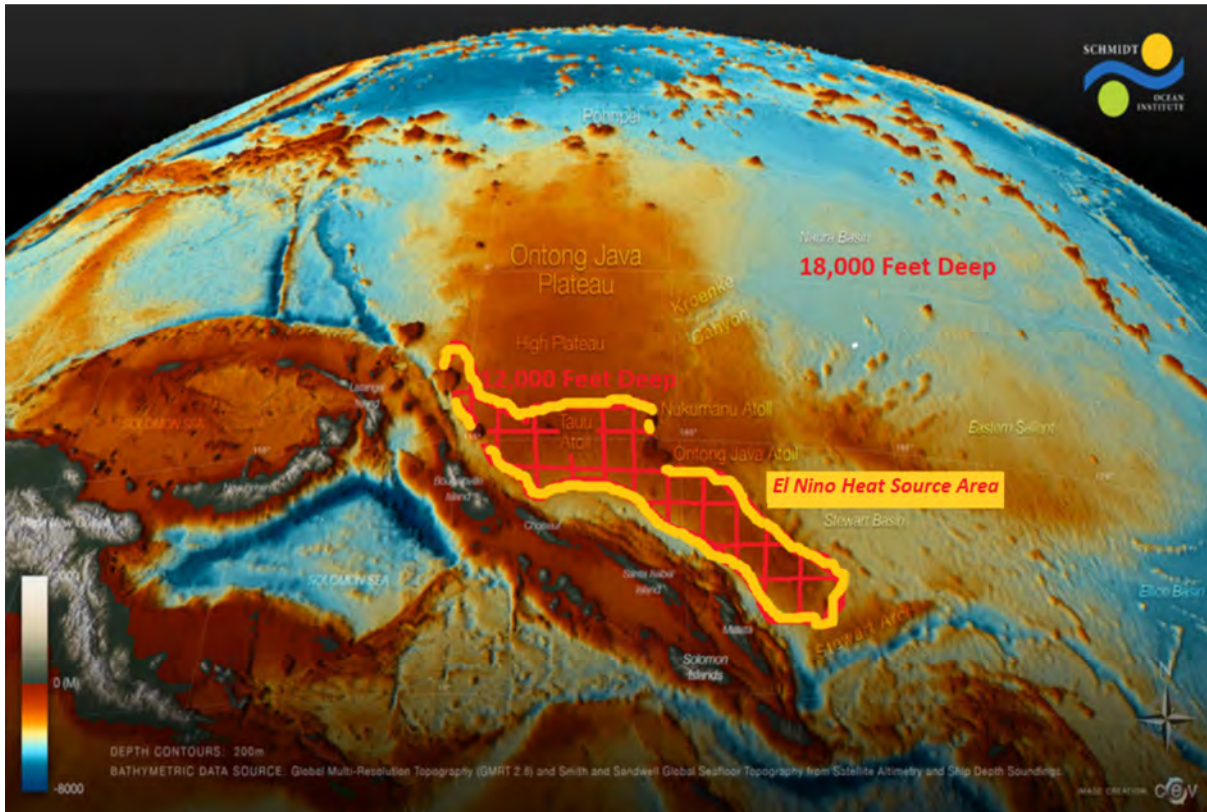 SCHMIDT
OCEAN
INSTITUTE
Pohnpei
Ontong Java
Plateau
Nauru Basin
18,000 Feet Deep
Kroenke
Canyon
High Plateau
12,000 Feet Deep
Nukumanu Atoll
Tauu
Atoll
Ontong Java Atoll
Eastern Salient
SOLOMON SEA
El Nino Heat Source Area
Bougainville
Island
Stewart Basin
Choiseul
SOLOMON SEA
Santa Isabel
Island
Ellice Basin
Malaita
Stewart Arch
Solomon
Islands
0 (M)
-8000
N
DEPTH CONTOURS: 200m
BATHYMETRIC DATA SOURCE: Global Multi-Resolution Topography (GMRT 2.8) and Smith and Sandwell Global Seafloor Topography from Satellite Altimetry and Ship Depth Soundings.
IMAGE CREATION: